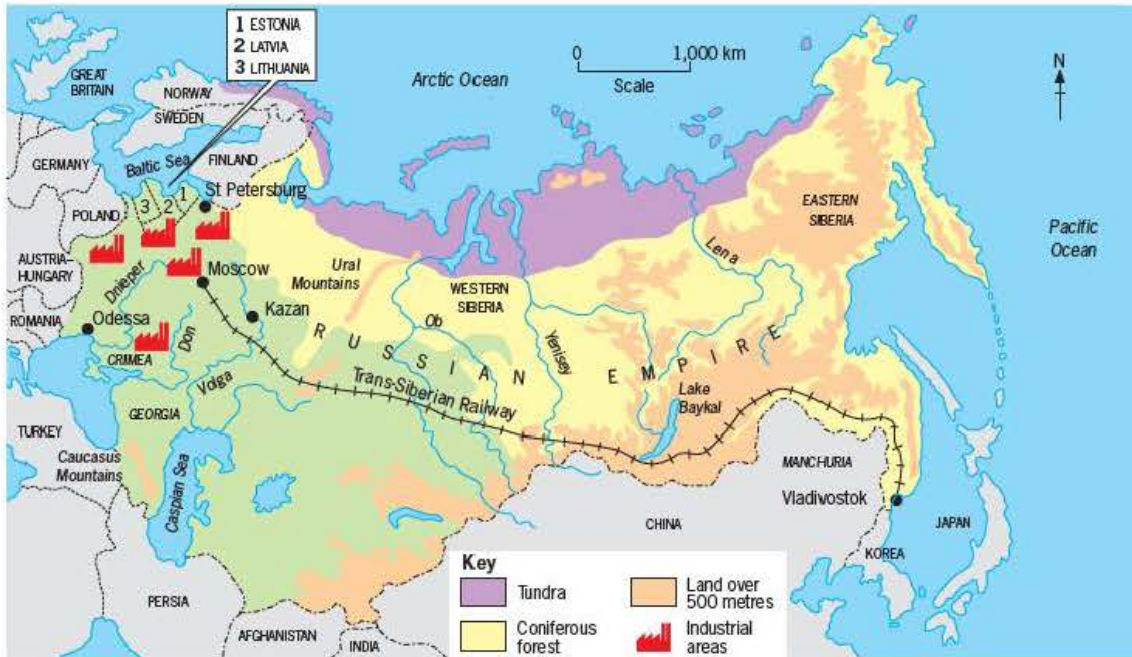 1 ESTONIA
2 LATVIA
3 LITHUANIA
GREAT
BRITAIN
NORWAY
SWEDEN
FINLAND
Arctic Ocean
0 1,000 km
Scale
N
GERMANY
Baltic Sea
St Petersburg
POLAND
3 2 1
AUSTRIA-
HUNGARY
ROMANIA
Dnieper
Moscow
Kazan
Odessa
CRIMEA
Don
Volga
GEORGIA
TURKEY
Caucasus
Mountains
Caspian Sea
PERSIA
AFGHANISTAN
INDIA
Ural
Mountains
WESTERN
SIBERIA
Ob
Yenisey
Lena
EASTERN
SIBERIA
RUSSIAN EMPIRE
Trans-Siberian Railway
Lake
Baykal
Pacific
Ocean
MANCHURIA
Vladivostok
CHINA
KOREA
JAPAN
Key
Tundra
Coniferous
forest
Land over
500 metres
Industrial
areas